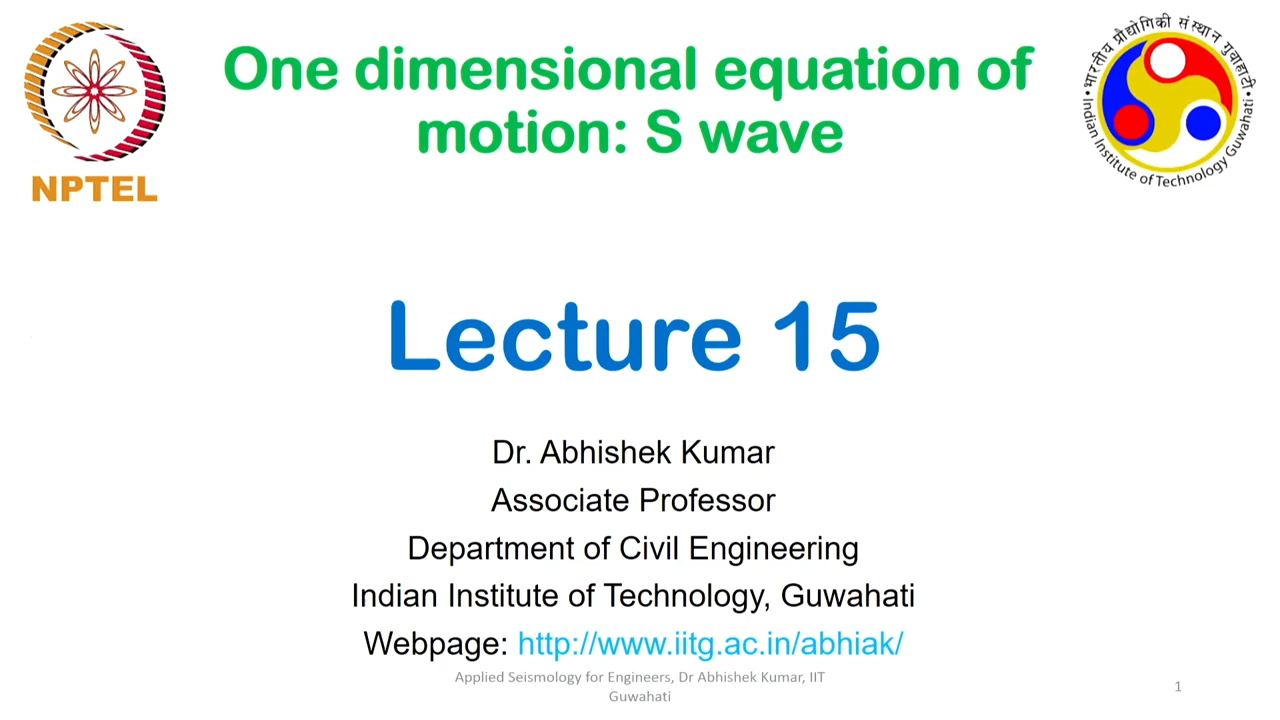 One dimensional equation of
motion: S wave
NPTEL
भारतीय प्रौद्योगिकी संस्थान गुवाहाटी
Indian Institute of Technology Guwahati
Lecture 15
Dr. Abhishek Kumar
Associate Professor
Department of Civil Engineering
Indian Institute of Technology, Guwahati
Webpage: http://www.iitg.ac.in/abhiak/
Applied Seismology for Engineers, Dr Abhishek Kumar, IIT
Guwahati
1